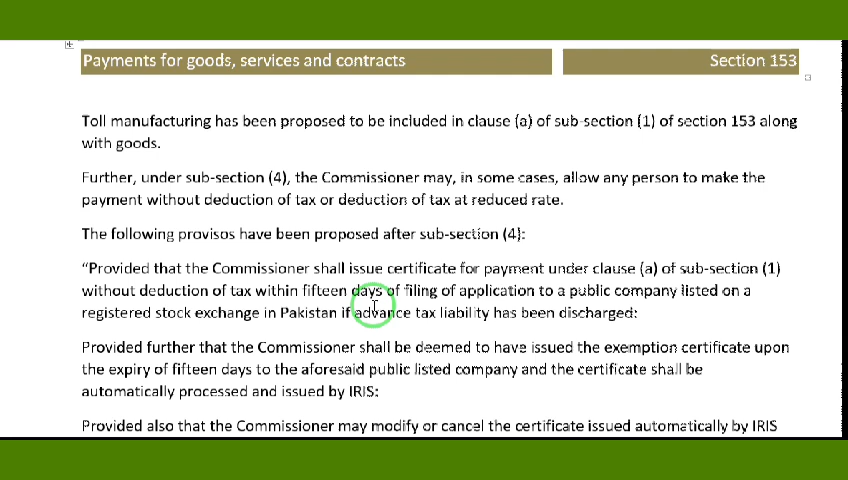 Payments for goods, services and contracts Section 153
Toll manufacturing has been proposed to be included in clause (a) of sub-section (1) of section 153 along
with goods.
Further, under sub-section (4), the Commissioner may, in some cases, allow any person to make the
payment without deduction of tax or deduction of tax at reduced rate.
The following provisos have been proposed after sub-section (4):
“Provided that the Commissioner shall issue certificate for payment under clause (a) of sub-section (1)
without deduction of tax within fifteen days of filing of application to a public company listed on a
registered stock exchange in Pakistan if advance tax liability has been discharged:
Provided further that the Commissioner shall be deemed to have issued the exemption certificate upon
the expiry of fifteen days to the aforesaid public listed company and the certificate shall be
automatically processed and issued by IRIS:
Provided also that the Commissioner may modify or cancel the certificate issued automatically by IRIS